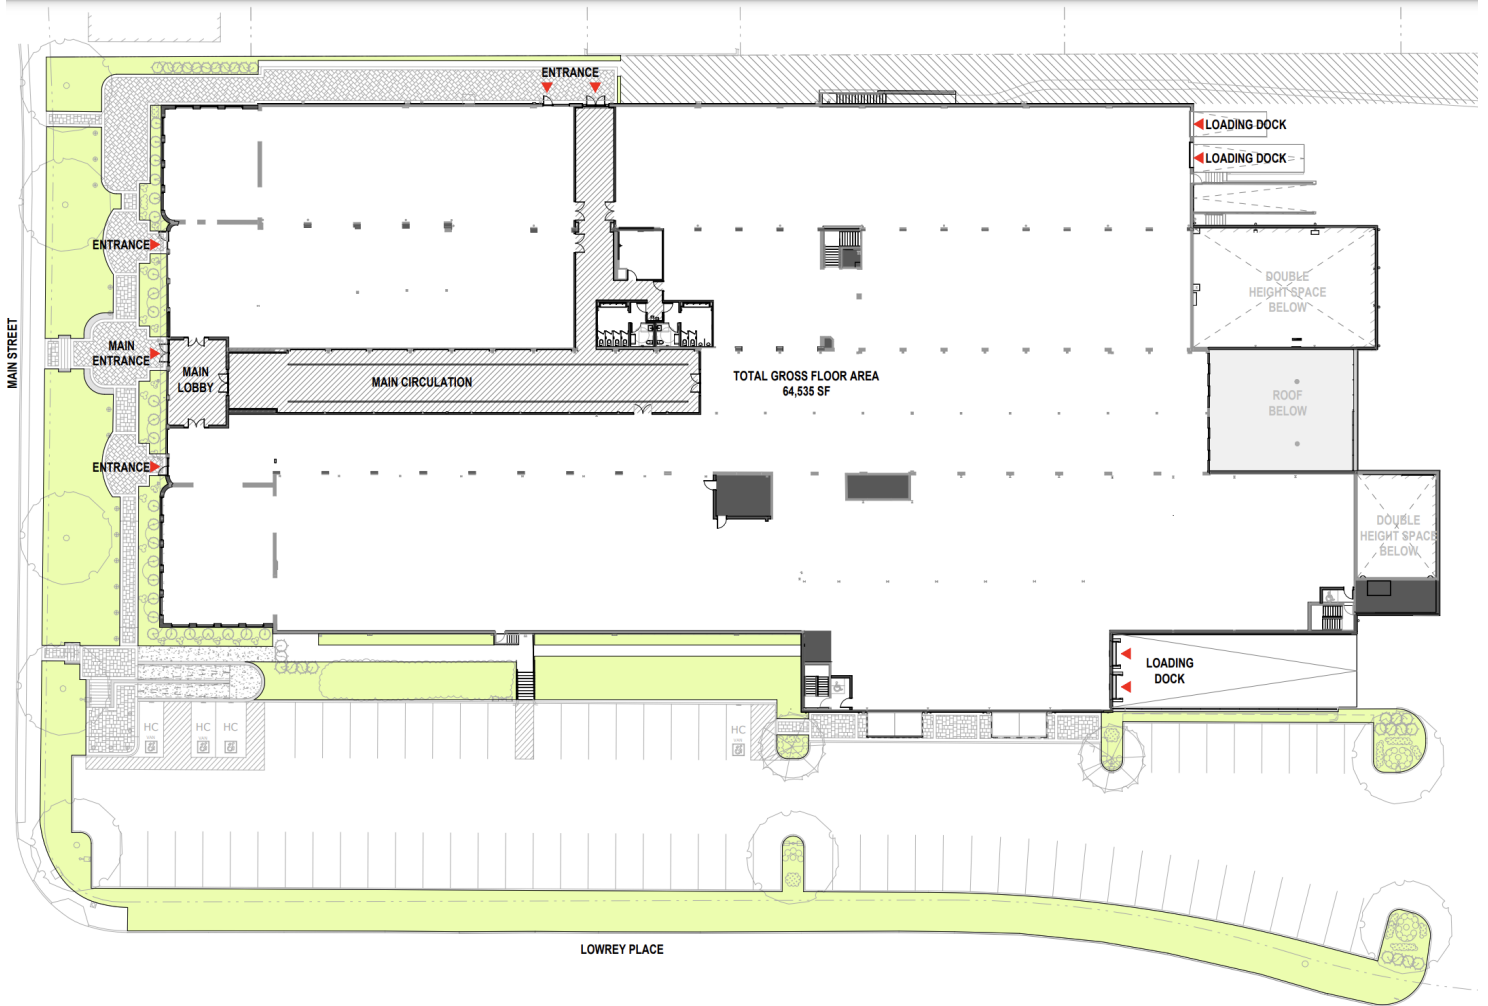 ENTRANCE
LOADING DOCK
LOADING DOCK
ENTRANCE
DOUBLE
HEIGHT SPACE
BELOW
MAIN STREET
MAIN
ENTRANCE
MAIN
LOBBY
MAIN CIRCULATION
TOTAL GROSS FLOOR AREA
64,535 SF
ROOF
BELOW
ENTRANCE
DOUBLE
HEIGHT SPACE
BELOW
LOADING
DOCK
HC
HC
HC
HC
LOWREY PLACE